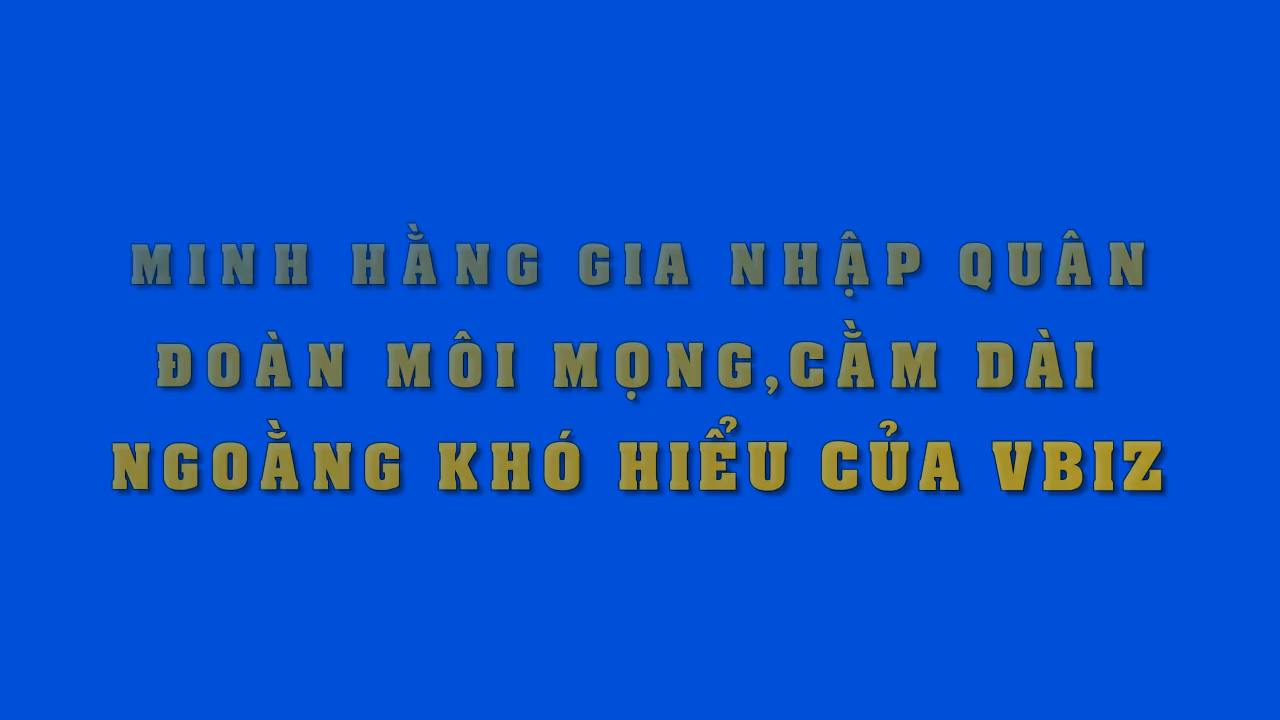 MINH HẰNG GIA NHẬP QUÂN
ĐOÀN MÔI MỌNG,CẰM DÀI
NGOẰNG KHÓ HIỂU CỦA VBIZ